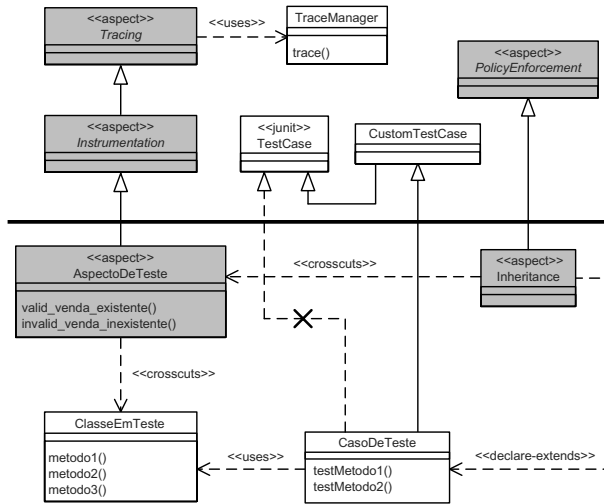 <<aspect>>
Tracing
<<uses>>
TraceManager
trace()
<<aspect>>
PolicyEnforcement
<<aspect>>
Instrumentation
<<junit>>
TestCase
CustomTestCase
<<aspect>>
AspectoDeTeste
valid_venda_existente()
invalid_venda_inexistente()
<<crosscuts>>
<<aspect>>
Inheritance
<<crosscuts>>
ClasseEmTeste
metodo1()
metodo2()
metodo3()
<<uses>>
CasoDeTeste
testMetodo1()
testMetodo2()
<<declare-extends>>